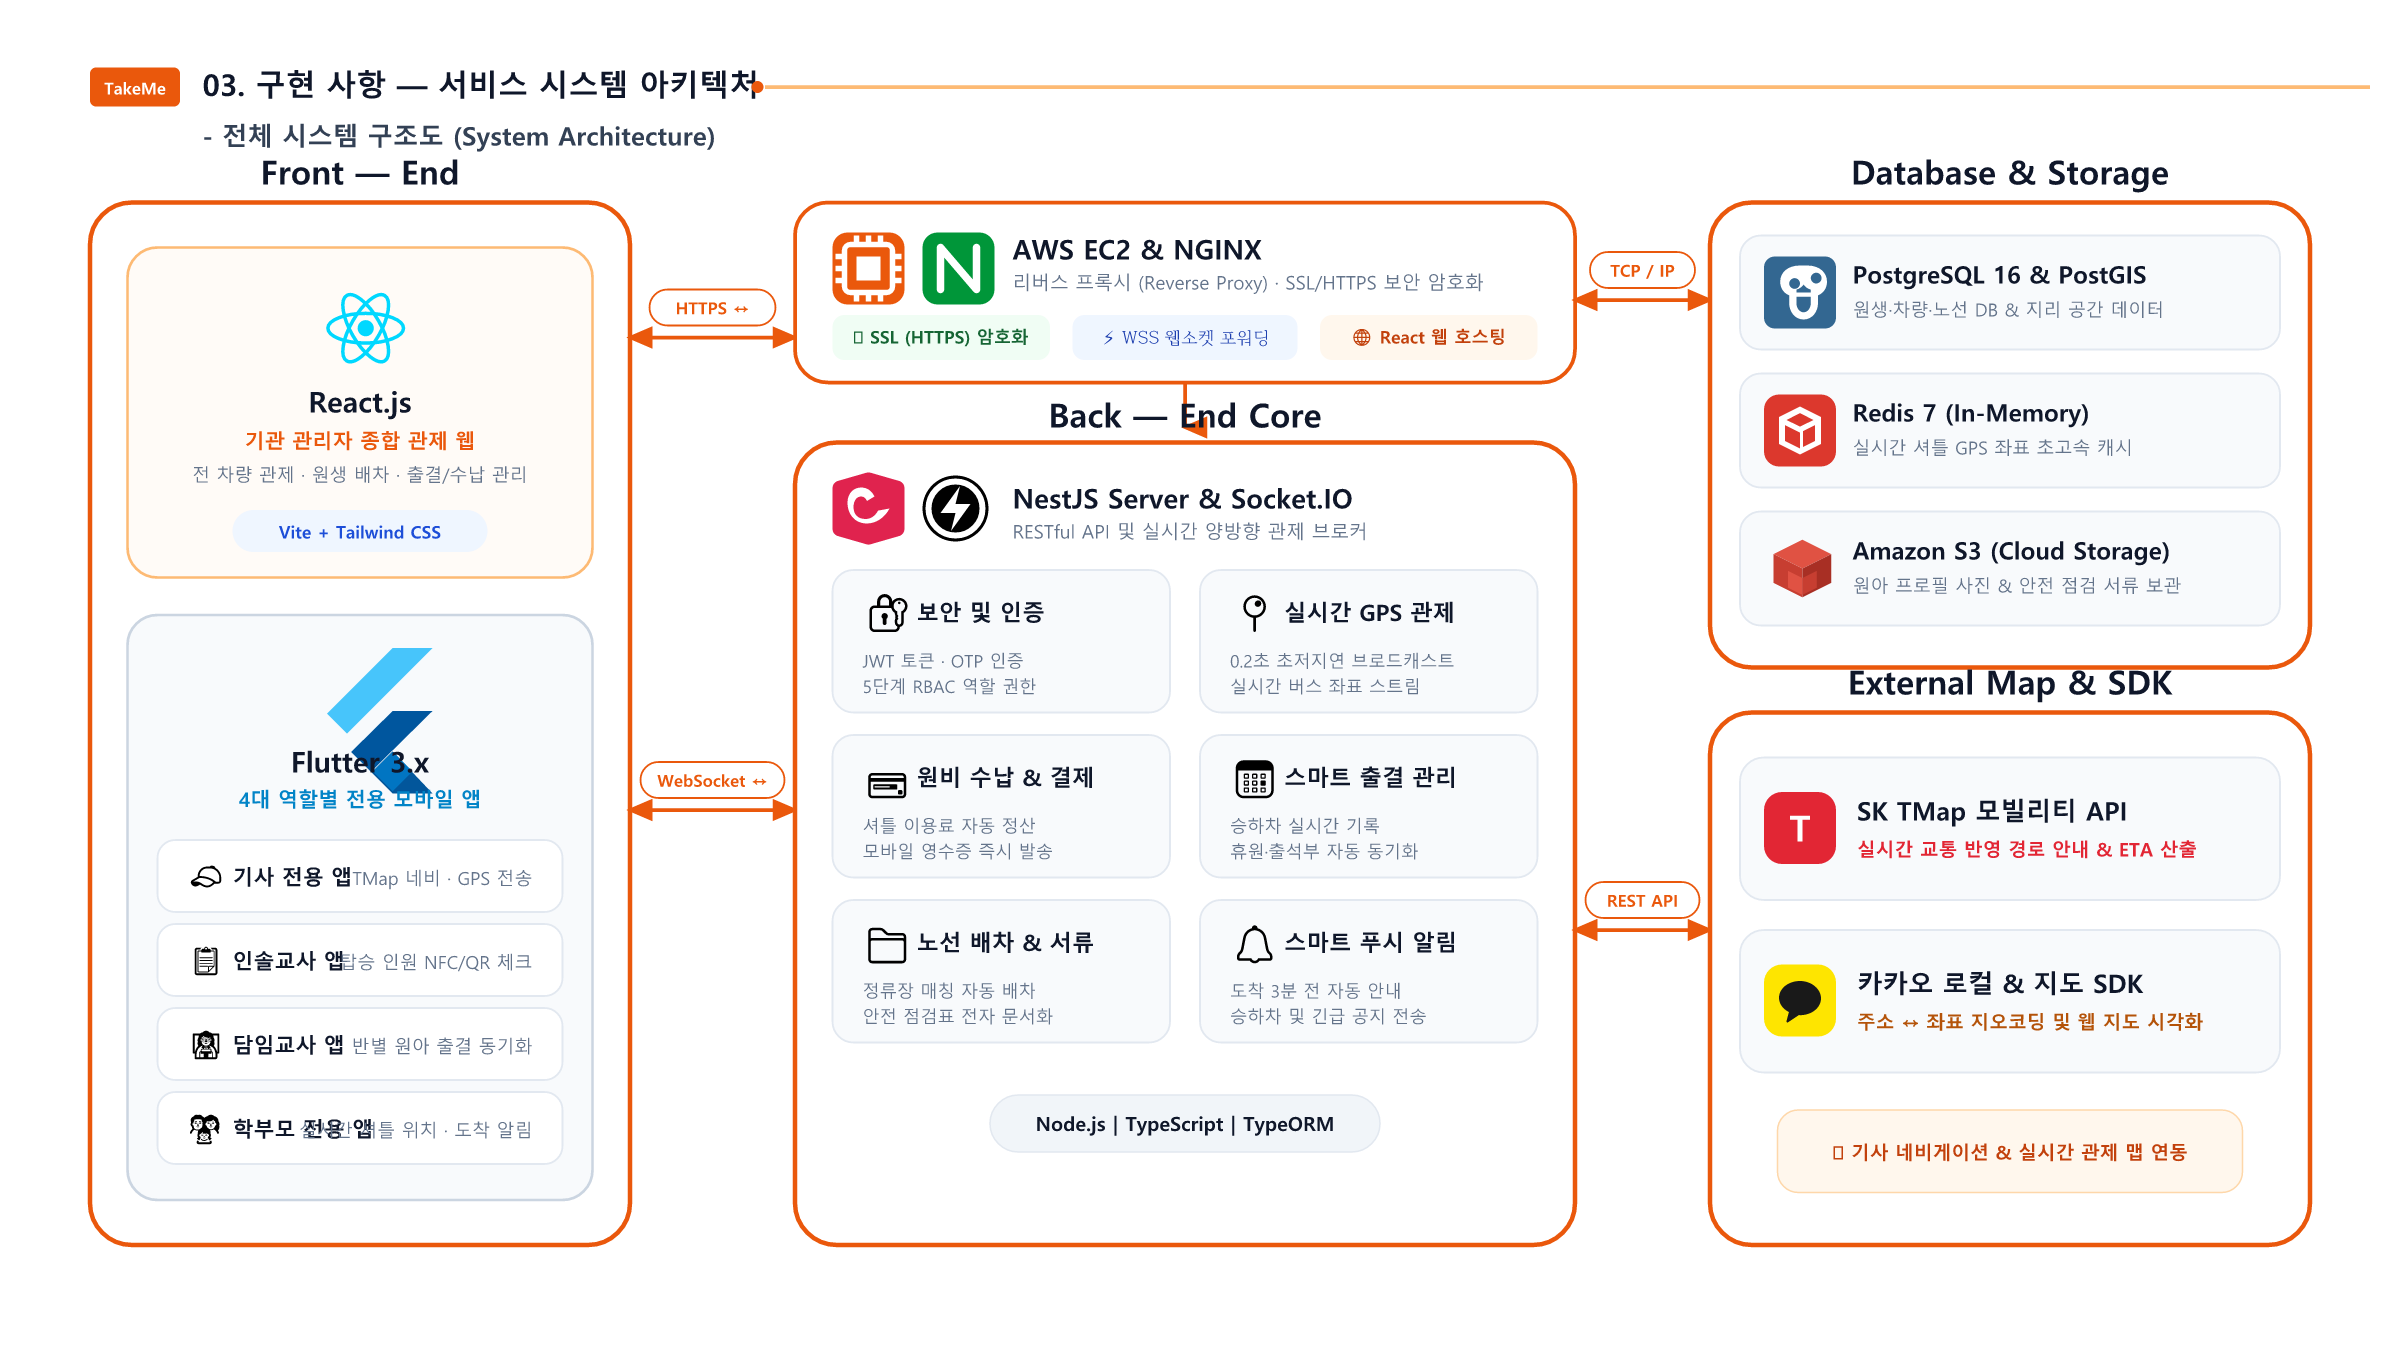 TakeMe
03. 구현 사항 — 서비스 시스템 아키텍처
- 전체 시스템 구조도 (System Architecture)
Front — End
React.js
기관 관리자 종합 관제 웹
전 차량 관제 · 원생 배차 · 출결/수납 관리
Vite + Tailwind CSS
Flutter 3.x
4대 역할별 전용 모바일 앱
기사 전용 앱 TMap 네비 · GPS 전송
인솔교사 앱 탑승 인원 NFC/QR 체크
담임교사 앱 반별 원아 출결 동기화
학부모 전용 앱 실시간 셔틀 위치 · 도착 알림
HTTPS ↔
WebSocket ↔
AWS EC2 & NGINX
리버스 프록시 (Reverse Proxy) · SSL/HTTPS 보안 암호화
SSL (HTTPS) 암호화
⚡ WSS 웹소켓 포워딩
🌐 React 웹 호스팅
Back — End Core
NestJS Server & Socket.IO
RESTful API 및 실시간 양방향 관제 브로커
보안 및 인증
JWT 토큰 · OTP 인증
5단계 RBAC 역할 권한
실시간 GPS 관제
0.2초 초저지연 브로드캐스트
실시간 버스 좌표 스트림
원비 수납 & 결제
셔틀 이용료 자동 정산
모바일 영수증 즉시 발송
스마트 출결 관리
승하차 실시간 기록
휴원·출석부 자동 동기화
노선 배차 & 서류
정류장 매칭 자동 배차
안전 점검표 전자 문서화
스마트 푸시 알림
도착 3분 전 자동 안내
승하차 및 긴급 공지 전송
Node.js | TypeScript | TypeORM
TCP / IP
REST API
Database & Storage
PostgreSQL 16 & PostGIS
원생·차량·노선 DB & 지리 공간 데이터
Redis 7 (In-Memory)
실시간 셔틀 GPS 좌표 초고속 캐시
Amazon S3 (Cloud Storage)
원아 프로필 사진 & 안전 점검 서류 보관
External Map & SDK
T
SK TMap 모빌리티 API
실시간 교통 반영 경로 안내 & ETA 산출
카카오 로컬 & 지도 SDK
주소 ↔ 좌표 지오코딩 및 웹 지도 시각화
기사 네비게이션 & 실시간 관제 맵 연동